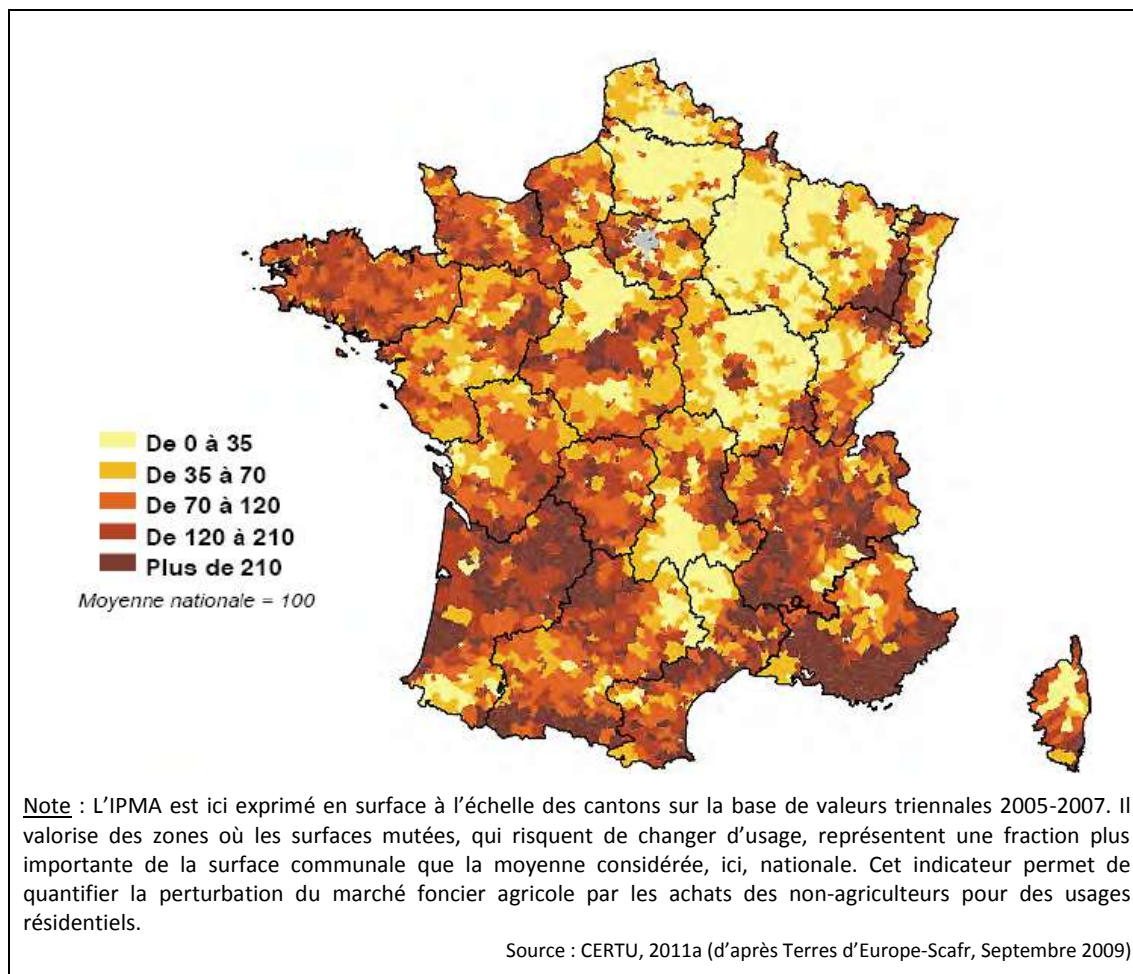 De 0 à 35
De 35 à 70
De 70 à 120
De 120 à 210
Plus de 210
Moyenne nationale = 100
Note : L’IPMA est ici exprimé en surface à l’échelle des cantons sur la base de valeurs triennales 2005-2007. Il
valorise des zones où les surfaces mutées, qui risquent de changer d’usage, représentent une fraction plus
importante de la surface communale que la moyenne considérée, ici, nationale. Cet indicateur permet de
quantifier la perturbation du marché foncier agricole par les achats des non-agriculteurs pour des usages
résidentiels.
Source : CERTU, 2011a (d’après Terres d’Europe-Scafr, Septembre 2009)